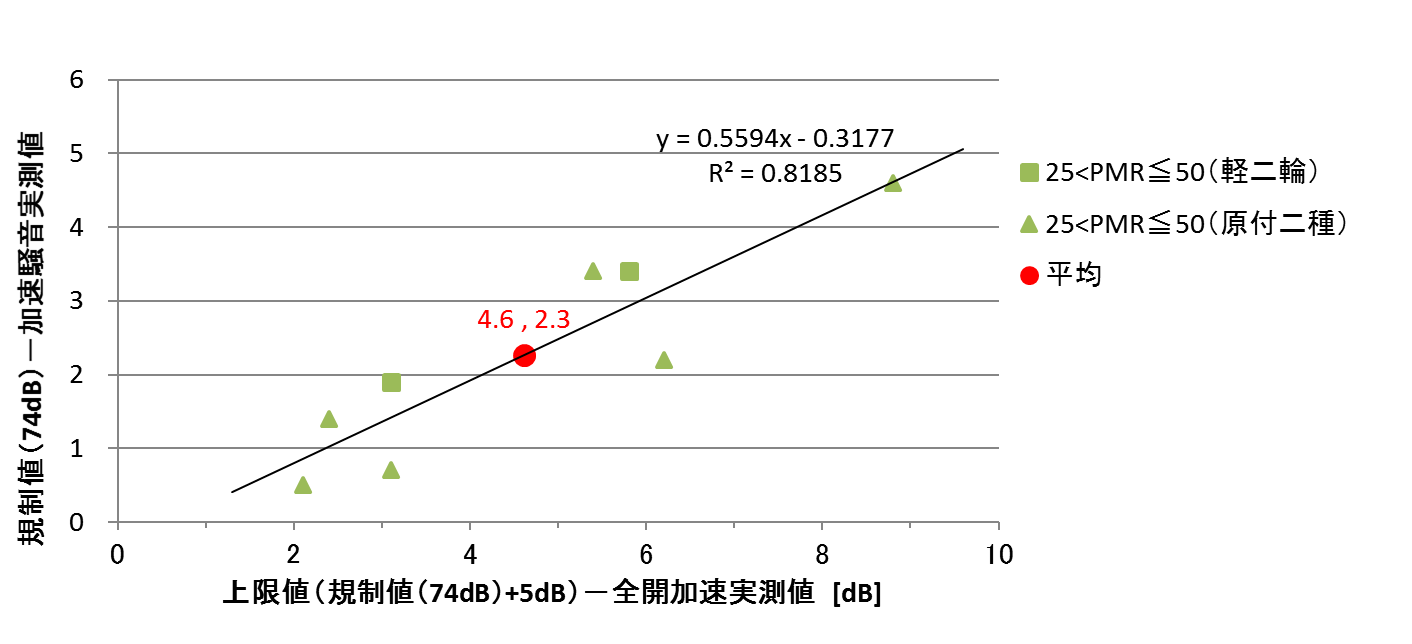 規制値（74dB）－加速騒音実測値
6
5
4
3
2
1
0
y = 0.5594x - 0.3177
R² = 0.8185
4.6 , 2.3
0 2 4 6 8 10
上限値（規制値（74dB）+5dB）－全開加速実測値 [dB]
25<PMR≦50（軽二輪）
25<PMR≦50（原付二種）
平均